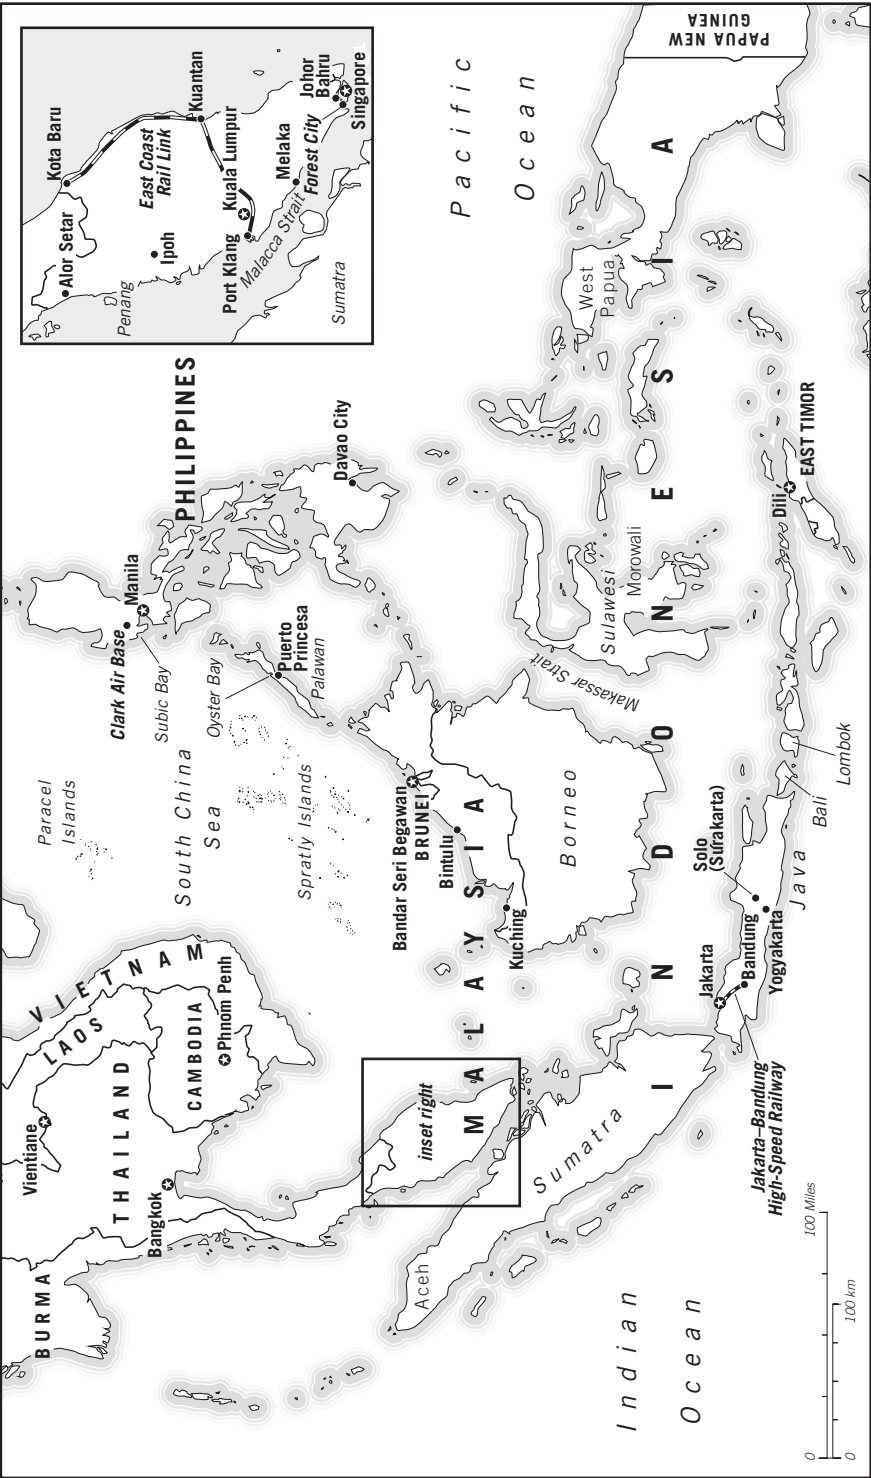 BURMA
Vientiane
LAOS
VIETNAM
THAILAND
Bangkok
CAMBODIA
Phnom Penh
Paracel
Islands
South China
Sea
Spratly Islands
Clark Air Base
Manila
Subic Bay
Oyster Bay
Puerto
Princesa
Palawan
PHILIPPINES
Davao City
Kota Baru
Alor Setar
Penang
Ipoh
East Coast
Rail Link
Kuantan
Kuala Lumpur
Port Klang
Malacca Strait
Melaka
Forest City
Johor
Bahru
Singapore
Sumatra
Pacific
Ocean
PAPUA NEW
GUINEA
inset right
MALAYSIA
Bandar Seri Begawan
BRUNEI
Bintulu
Kuching
Borneo
Makassar Strait
Sulawesi
Morowali
West
Papua
Aceh
Sumatra
INDONESIA
Jakarta
Bandung
Solo
(Surakarta)
Yogyakarta
Java
Bali
Lombok
Dili
EAST TIMOR
Jakarta–Bandung
High-Speed Railway
Indian
Ocean
0
100 Miles
0
100 km